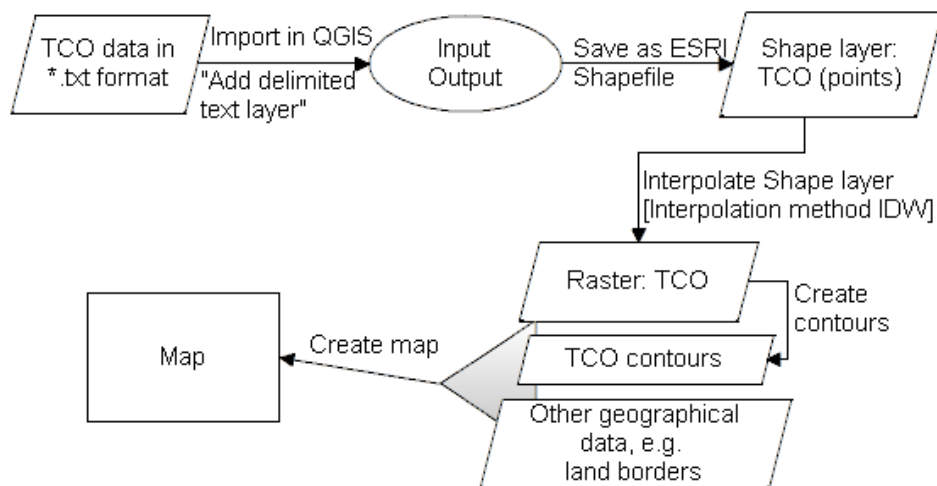 TCO data in
*.txt format
Import in QGIS
"Add delimited
text layer"
Input
Output
Save as ESRI
Shapefile
Shape layer:
TCO (points)
Interpolate Shape layer
[Interpolation method IDW]
Raster: TCO
Create
contours
TCO contours
Other geographical
data, e.g.
land borders
Create map
Map